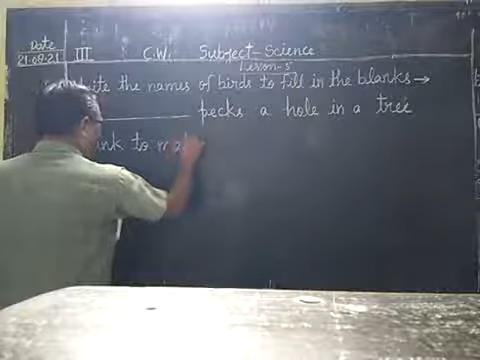 Date III C.W. Subject-Science
21.09.21 Lesson-5
the names of birds to fill in the blanks→
pecks a hole in a tree
to